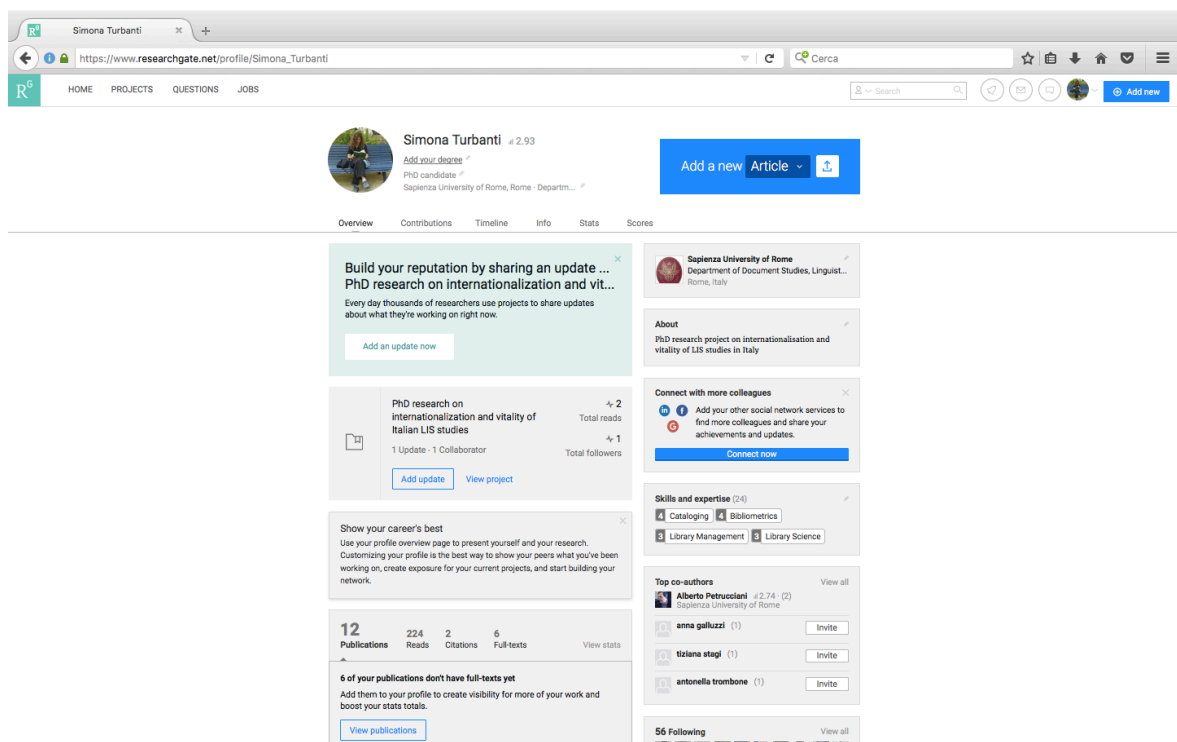 Simona Turbanti
https://www.researchgate.net/profile/Simona_Turbanti
Cerca
RG
HOME PROJECTS QUESTIONS JOBS
Search
Add new
Simona Turbanti 2.93
Add your degree
PhD candidate
Sapienza University of Rome, Rome · Departm...
Add a new Article
Overview Contributions Timeline Info Stats Scores
Build your reputation by sharing an update ...
PhD research on internationalization and vit...
Every day thousands of researchers use projects to share updates
about what they're working on right now.
Add an update now
PhD research on
internationalization and vitality of
Italian LIS studies
1 Update · 1 Collaborator
2
Total reads
1
Total followers
Add update View project
Show your career's best
Use your profile overview page to present yourself and your research.
Customizing your profile is the best way to show your peers what you've been
working on, create exposure for your current projects, and start building your
network.
12 224 2 6
Publications Reads Citations Full-texts View stats
6 of your publications don't have full-texts yet
Add them to your profile to create visibility for more of your work and
boost your stats totals.
View publications
Sapienza University of Rome
Department of Document Studies, Linguist...
Rome, Italy
About
PhD research project on internationalisation and
vitality of LIS studies in Italy
Connect with more colleagues
in f G
Add your other social network services to
find more colleagues and share your
achievements and updates.
Connect now
Skills and expertise (24)
4 Cataloging 4 Bibliometrics
3 Library Management 3 Library Science
Top co-authors View all
Alberto Petrucciani 2.74 · (2)
Sapienza University of Rome
anna galluzzi (1) Invite
tiziana stagi (1) Invite
antonella trombone (1) Invite
56 Following View all